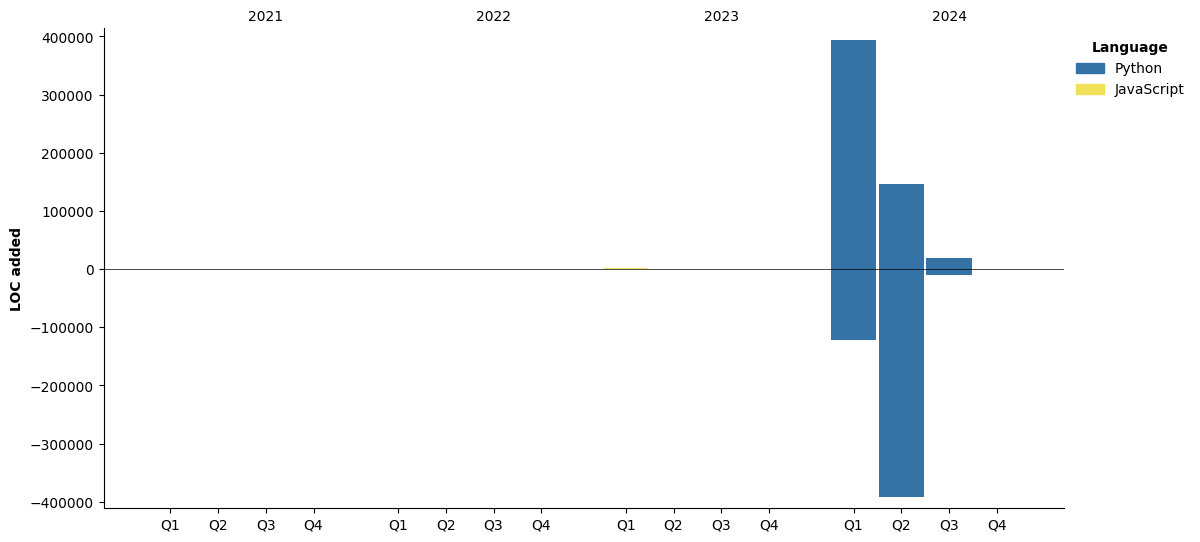 2021 2022 2023 2024
Language
Python
JavaScript
LOC added
400000
300000
200000
100000
0
−100000
−200000
−300000
−400000
Q1 Q2 Q3 Q4 Q1 Q2 Q3 Q4 Q1 Q2 Q3 Q4 Q1 Q2 Q3 Q4